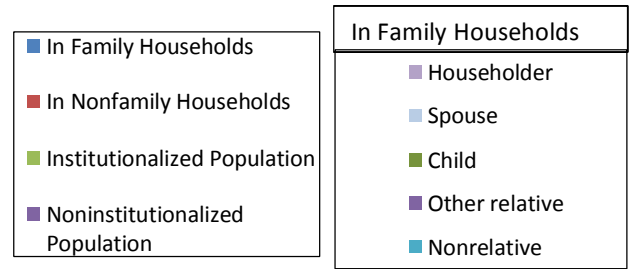 In Family Households
In Nonfamily Households
Institutionalized Population
Noninstitutionalized
Population
In Family Households
Householder
Spouse
Child
Other relative
Nonrelative